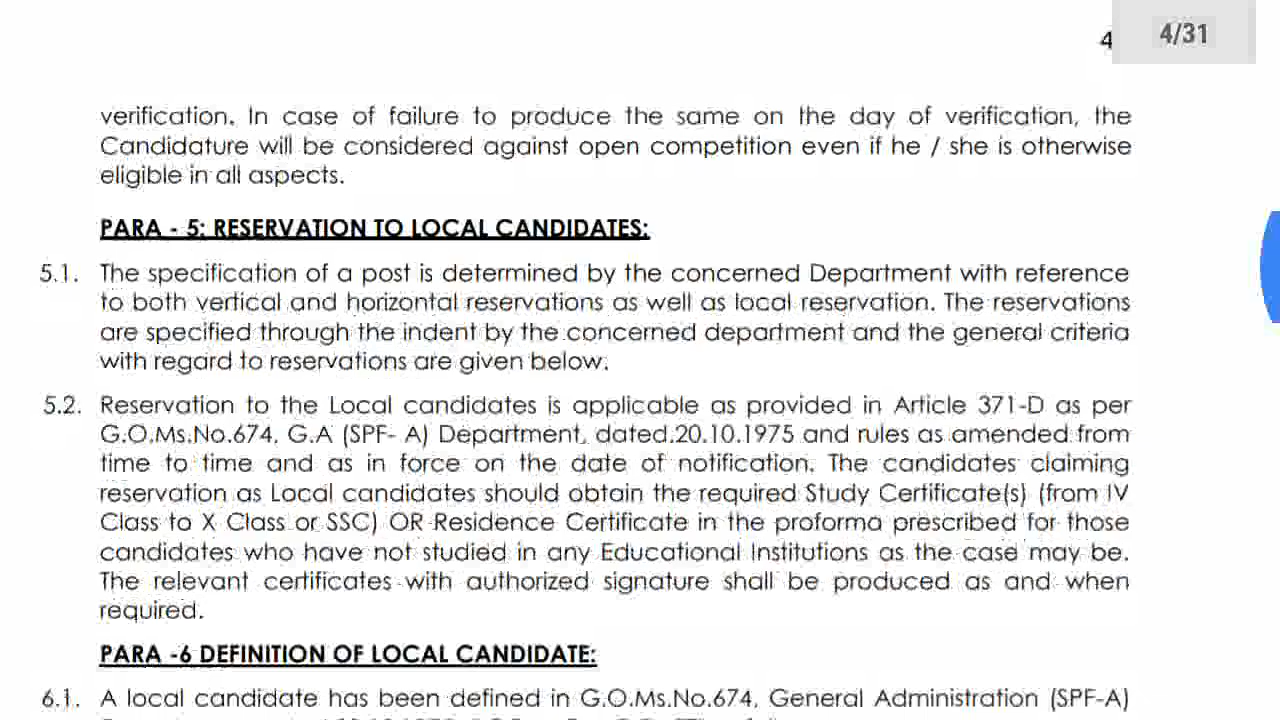 4
4/31
verification. In case of failure to produce the same on the day of verification, the
Candidature will be considered against open competition even if he / she is otherwise
eligible in all aspects.
PARA - 5: RESERVATION TO LOCAL CANDIDATES:
5.1. The specification of a post is determined by the concerned Department with reference
to both vertical and horizontal reservations as well as local reservation. The reservations
are specified through the indent by the concerned department and the general criteria
with regard to reservations are given below.
5.2. Reservation to the Local candidates is applicable as provided in Article 371-D as per
G.O.Ms.No.674, G.A (SPF- A) Department, dated.20.10.1975 and rules as amended from
time to time and as in force on the date of notification. The candidates claiming
reservation as Local candidates should obtain the required Study Certificate(s) (from IV
Class to X Class or SSC) OR Residence Certificate in the proforma prescribed for those
candidates who have not studied in any Educational Institutions as the case may be.
The relevant certificates with authorized signature shall be produced as and when
required.
PARA -6 DEFINITION OF LOCAL CANDIDATE:
6.1. A local candidate has been defined in G.O.Ms.No.674, General Administration (SPF-A)